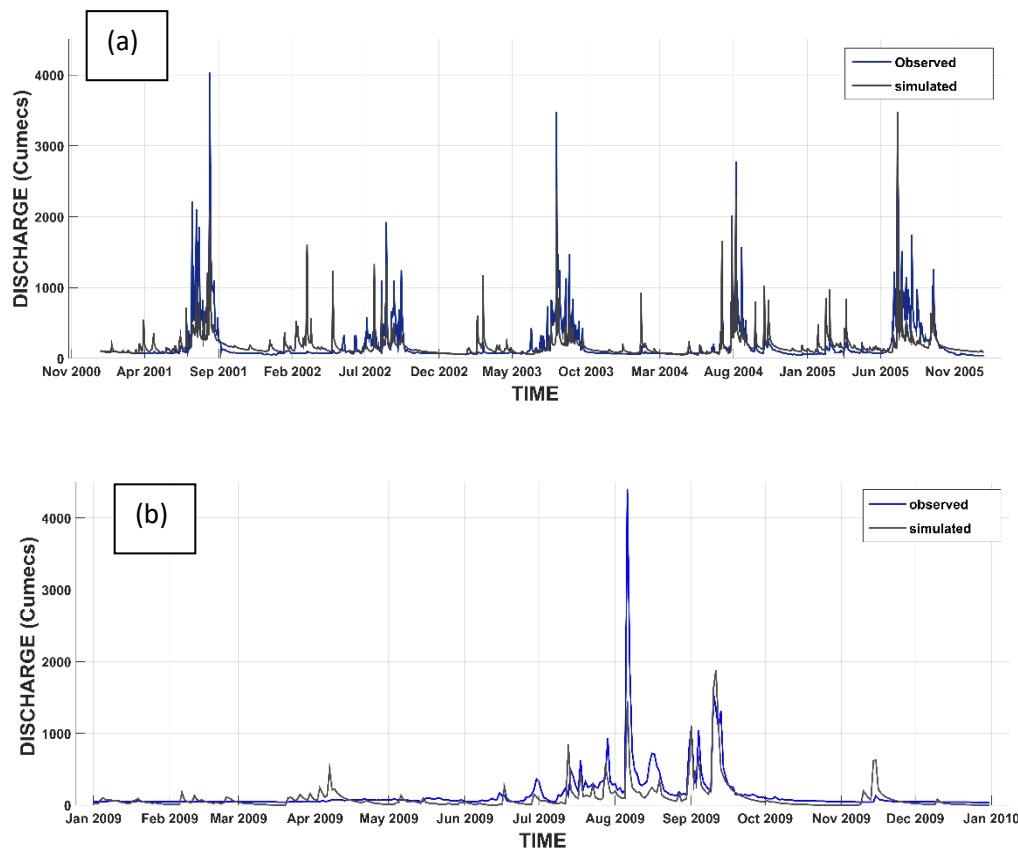 (a)
Observed
simulated
DISCHARGE (Cumecs)
4000
3000
2000
1000
0
Nov 2000 Apr 2001 Sep 2001 Feb 2002 Jul 2002 Dec 2002 May 2003 Oct 2003 Mar 2004 Aug 2004 Jan 2005 Jun 2005 Nov 2005
TIME
(b)
observed
simulated
DISCHARGE (Cumecs)
4000
3000
2000
1000
0
Jan 2009 Feb 2009 Mar 2009 Apr 2009 May 2009 Jun 2009 Jul 2009 Aug 2009 Sep 2009 Oct 2009 Nov 2009 Dec 2009 Jan 2010
TIME